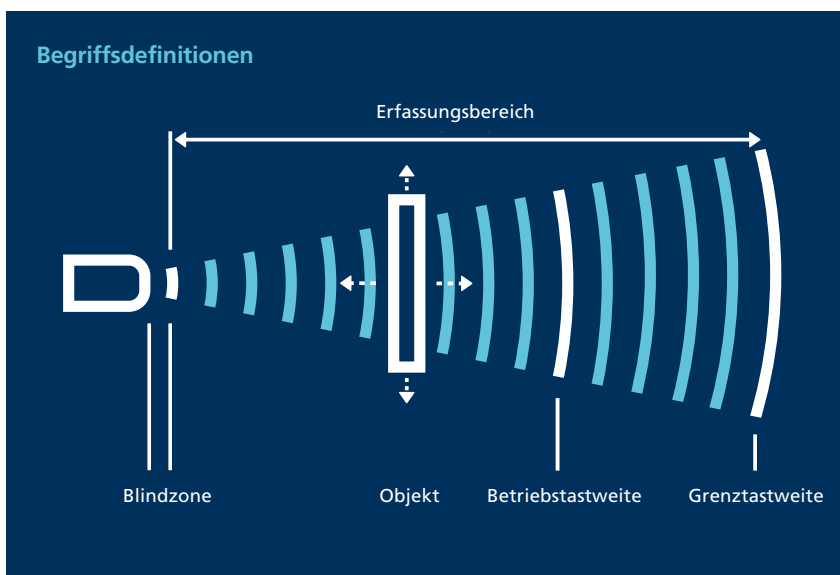 Begriffsdefinitionen
Erfassungsbereich
Blindzone
Objekt
Betriebstastweite
Grenztastweite